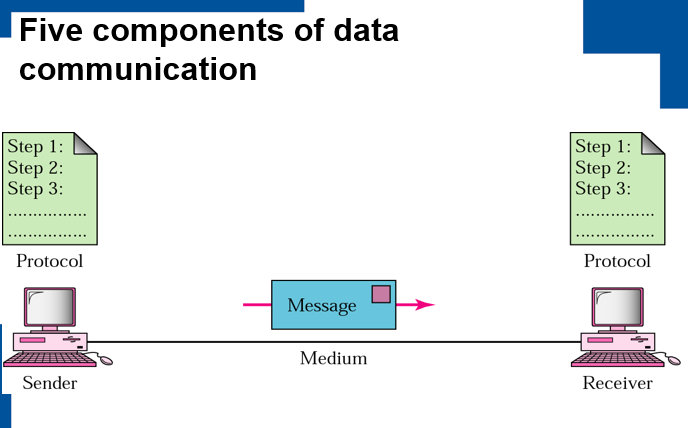 Five components of data
communication
Step 1:
Step 2:
Step 3:
................
................
Protocol
Step 1:
Step 2:
Step 3:
................
................
Protocol
Message
Medium
Sender
Receiver